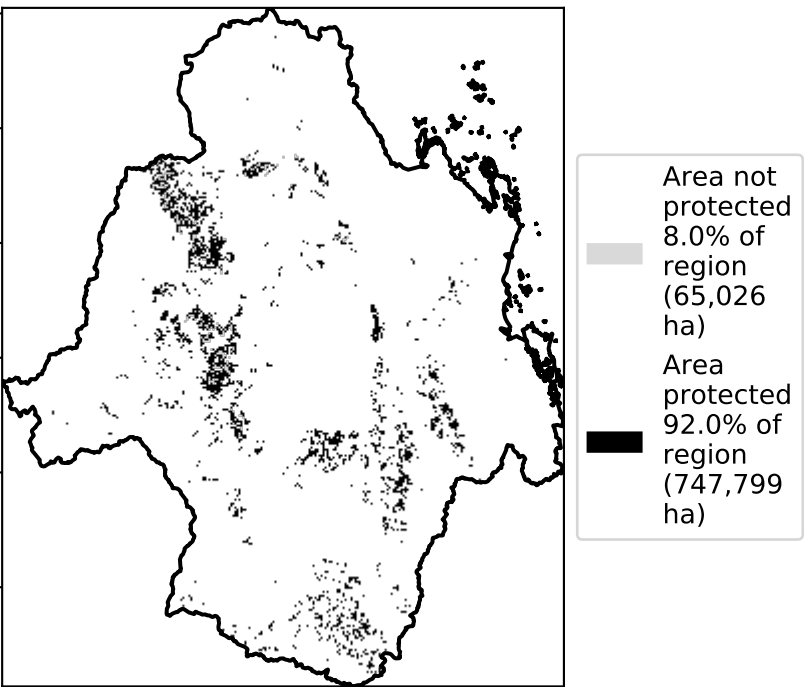 Area not
protected
8.0% of
region
(65,026
ha)
Area
protected
92.0% of
region
(747,799
ha)